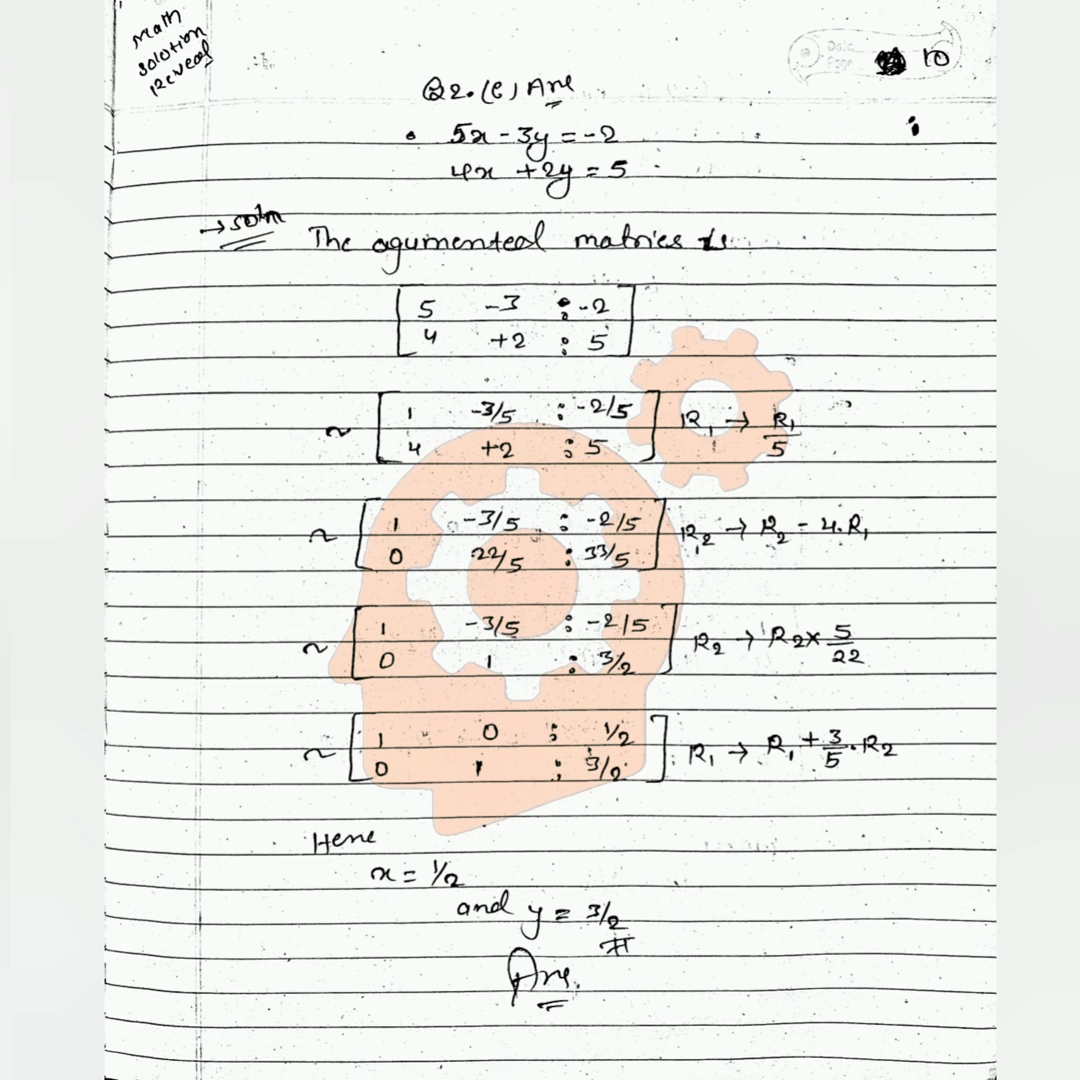 Math
solution
Reveal
Date
Page
10
Q2. (e) Ans
5x - 3y = -2
4x + 2y = 5
→ soln The agumented matrics is
5 -3 : -2
4 +2 : 5
~ 1 -3/5 : -2/5 R1 → R1/5
4 +2 : 5
~ 1 -3/5 : -2/5 R2 → R2 - 4.R1
0 22/5 : 33/5
~ 1 -3/5 : -2/5 R2 → R2 × 5/22
0 1 : 3/2
~ 1 0 : 1/2 R1 → R1 + 3/5 . R2
0 1 : 3/2
Here
x = 1/2
and y = 3/2
Ans.